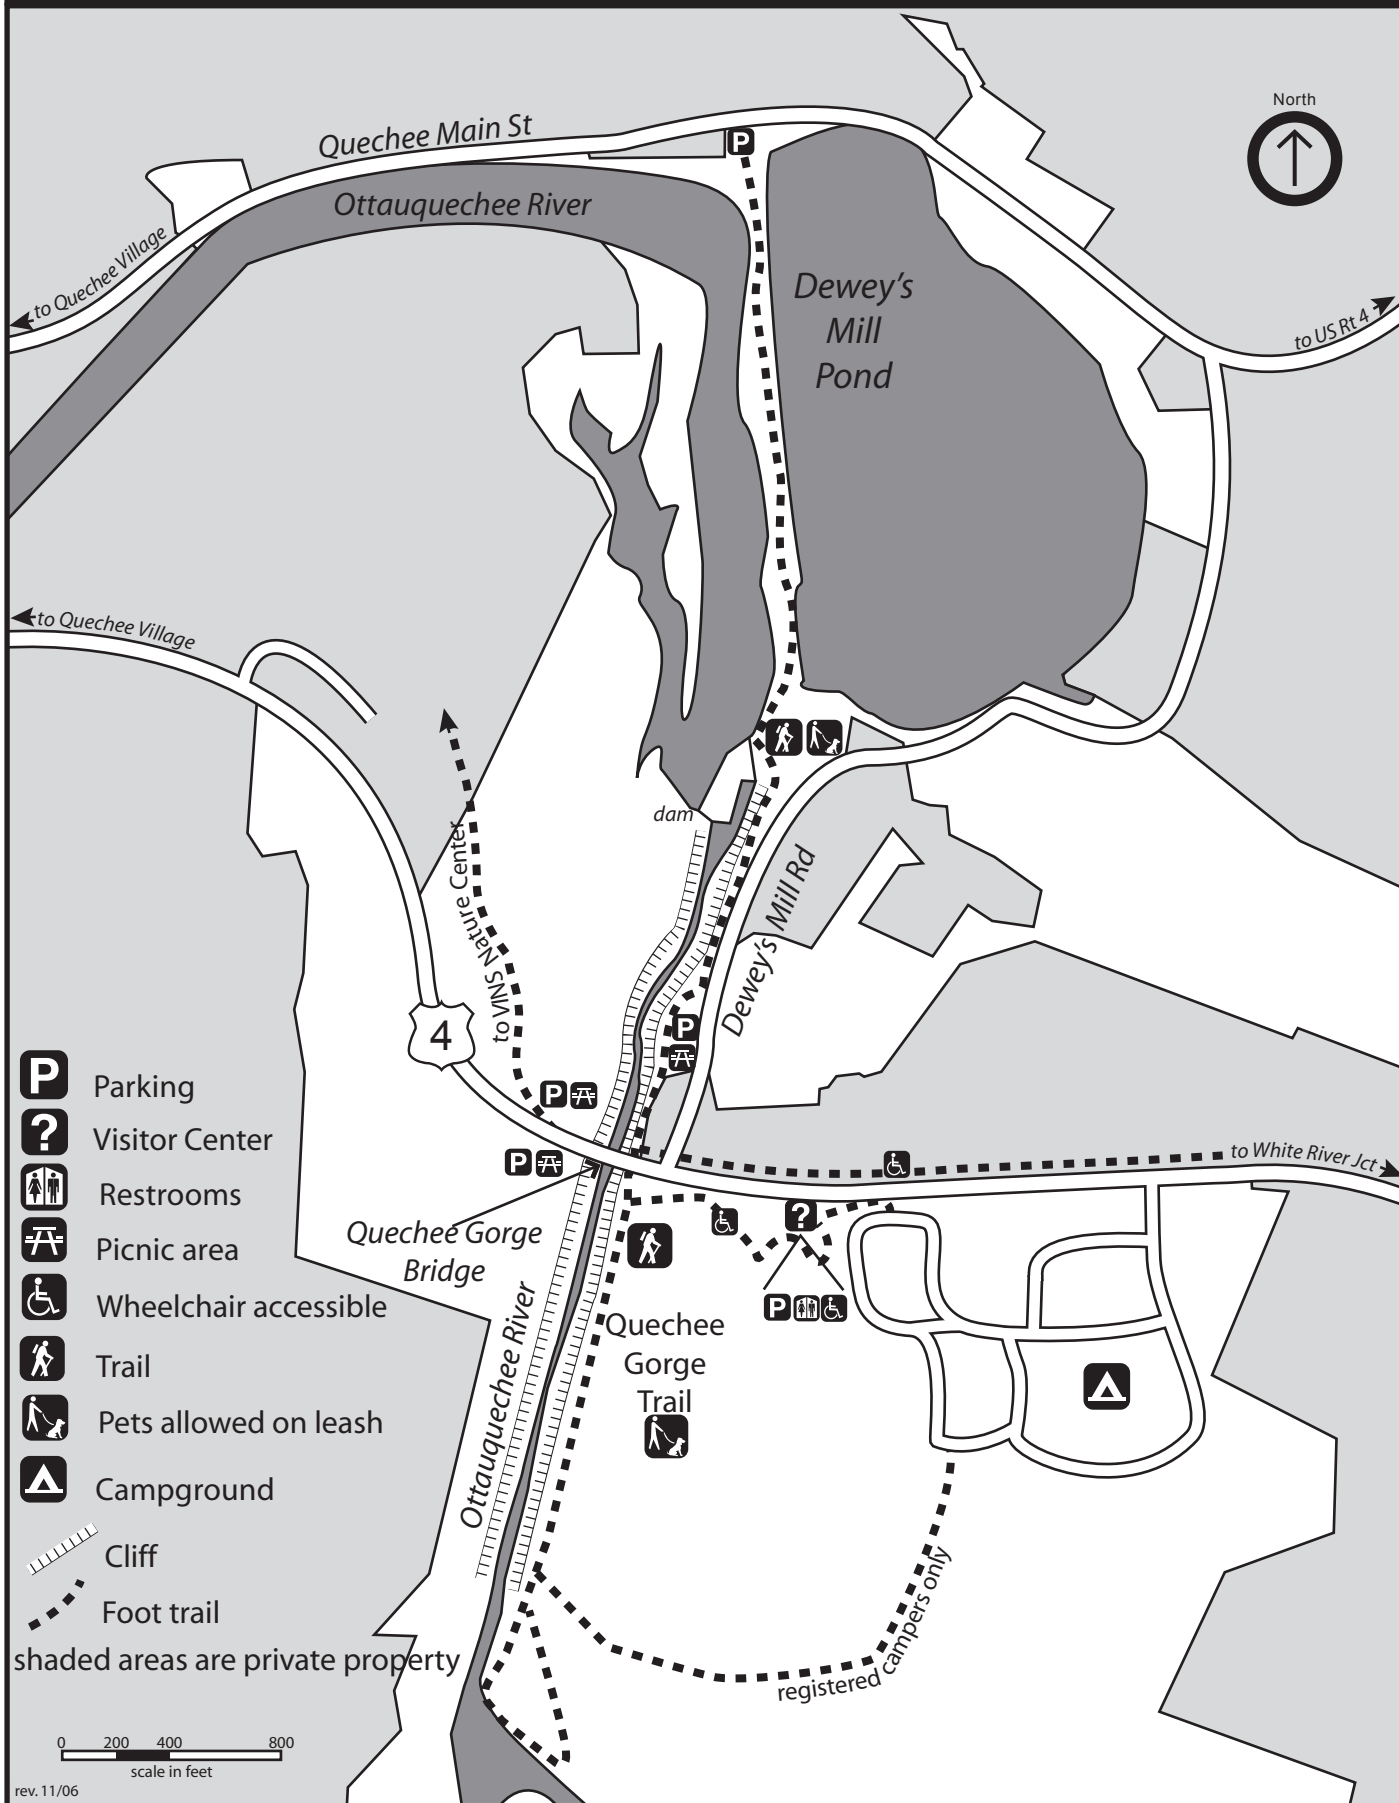 North
Quechee Main St
P
Ottauquechee River
to Quechee Village
Dewey's
Mill
Pond
to US Rt 4
to Quechee Village
dam
to VINS Nature Center
Dewey's Mill Rd
4
P
P
P
to White River Jct
Quechee Gorge
Bridge
?
P
Ottauquechee River
Quechee
Gorge
Trail
registered campers only
P Parking
? Visitor Center
Restrooms
Picnic area
Wheelchair accessible
Trail
Pets allowed on leash
Campground
Cliff
Foot trail
shaded areas are private property
0 200 400 800
scale in feet
rev. 11/06